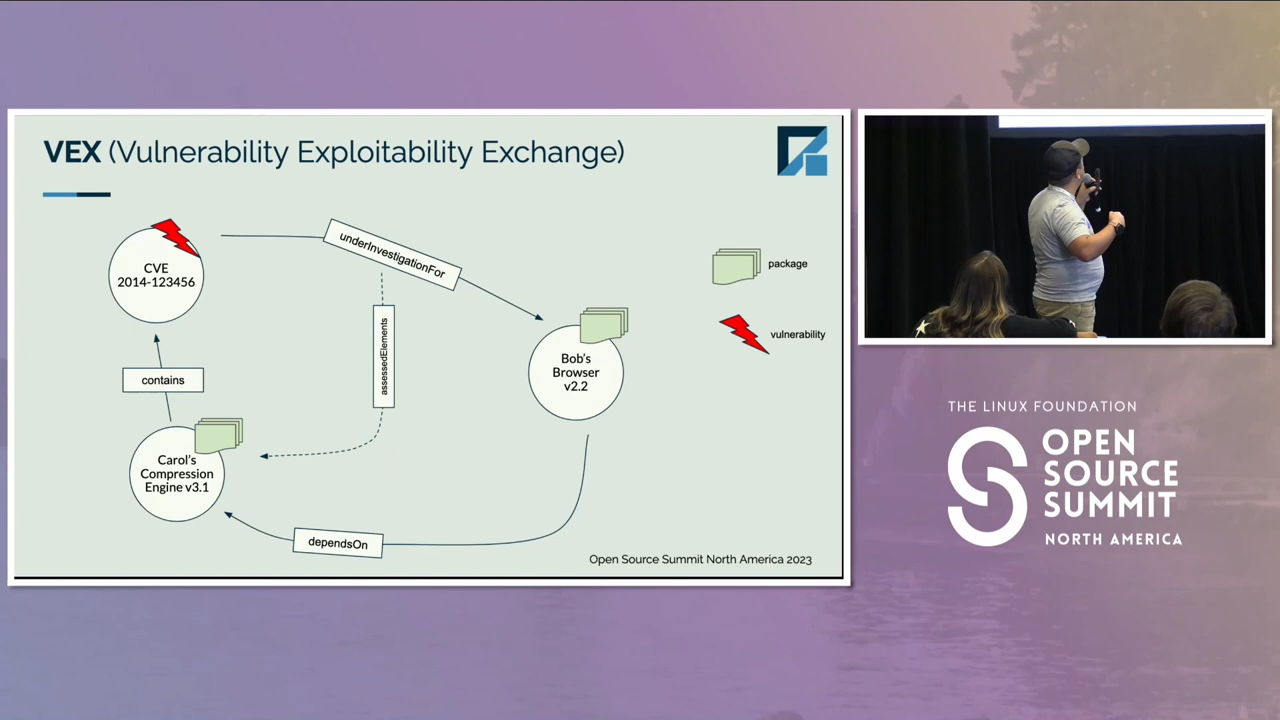 VEX (Vulnerability Exploitability Exchange)
CVE
2014-123456
underInvestigationFor
package
vulnerability
assessedElements
Bob's
Browser
v2.2
contains
Carol's
Compression
Engine v3.1
dependsOn
Open Source Summit North America 2023
THE LINUX FOUNDATION
OPEN
SOURCE
SUMMIT
NORTH AMERICA